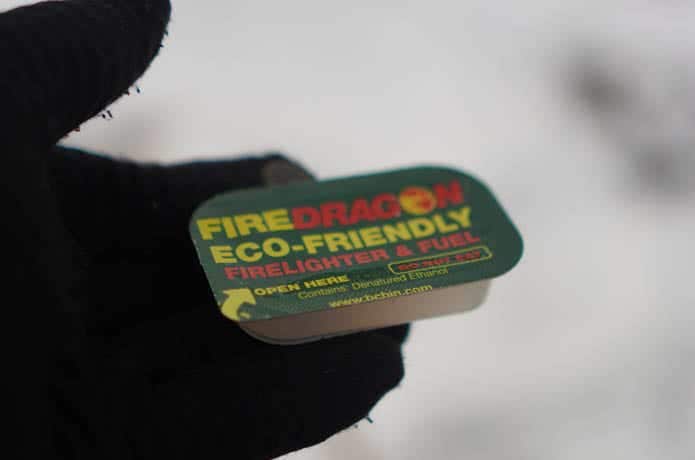 FIREDRAGON
ECO-FRIENDLY
FIRELIGHTER & FUEL
OPEN HERE
Contains: Denatured Ethanol
www.bcbin.com